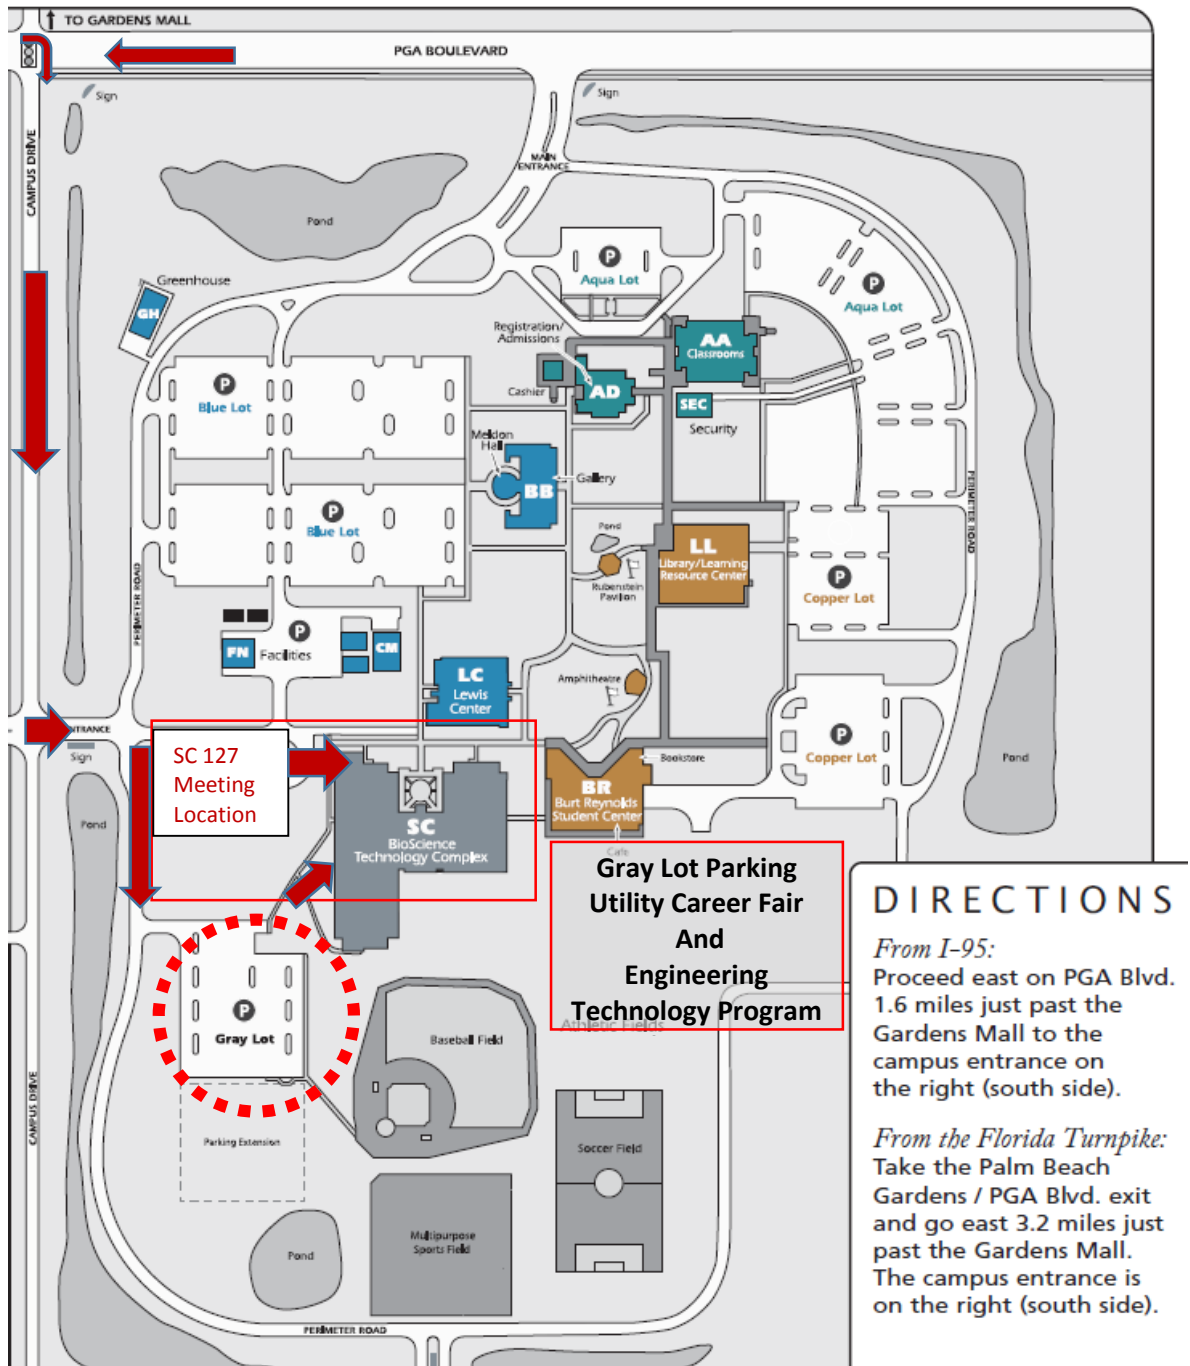 TO GARDENS MALL
PGA BOULEVARD
Sign
Sign
CAMPUS DRIVE
MAIN
ENTRANCE
Pond
P
Aqua Lot
P
Aqua Lot
Greenhouse
GH
Registration/
Admissions
AA
Classrooms
Cashier
AD
SEC
Security
P
Blue Lot
Meldon
Hall
BB
Gallery
PERIMETER ROAD
P
Blue Lot
Pond
LL
Library/Learning
Resource Center
Rubenstein
Pavilion
P
Copper Lot
PERIMETER ROAD
P
FN
Facilities
CM
LC
Lewis
Center
Amphitheatre
ENTRANCE
Sign
SC 127
Meeting
Location
P
Copper Lot
Pond
Bookstore
BR
Burt Reynolds
Student Center
Cafe
Pond
SC
BioScience
Technology Complex
Gray Lot Parking
Utility Career Fair
And
Engineering
Technology Program
Athletic Fields
P
Gray Lot
Baseball Field
Parking Extension
Soccer Field
CAMPUS DRIVE
Multipurpose
Sports Field
Pond
PERIMETER ROAD
DIRECTIONS
From I-95:
Proceed east on PGA Blvd.
1.6 miles just past the
Gardens Mall to the
campus entrance on
the right (south side).
From the Florida Turnpike:
Take the Palm Beach
Gardens / PGA Blvd. exit
and go east 3.2 miles just
past the Gardens Mall.
The campus entrance is
on the right (south side).